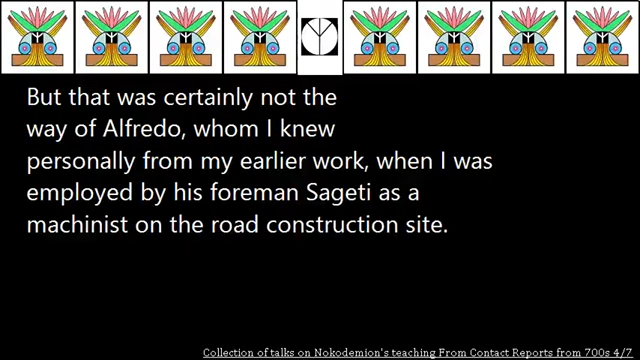 But that was certainly not the
way of Alfredo, whom I knew
personally from my earlier work, when I was
employed by his foreman Sageti as a
machinist on the road construction site.
Collection of talks on Nokodemion's teaching From Contact Reports from 700s 4/7